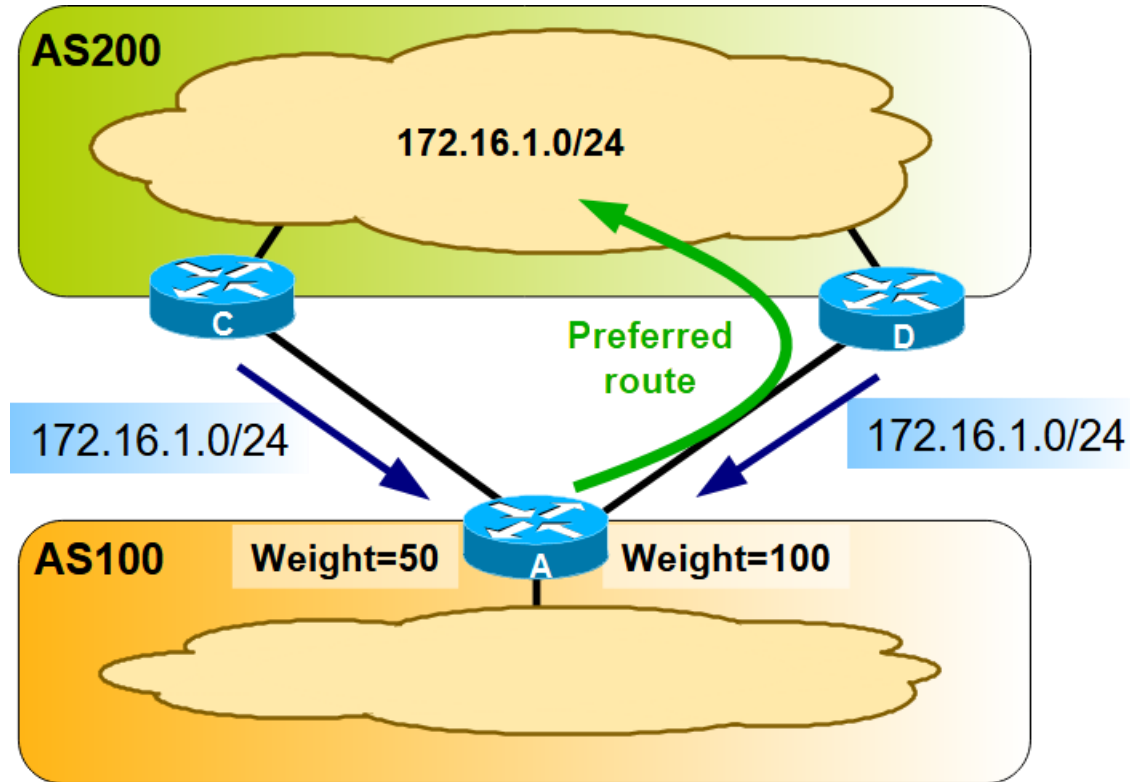 AS200
172.16.1.0/24
C
D
Preferred
route
172.16.1.0/24
172.16.1.0/24
AS100
Weight=50
A
Weight=100